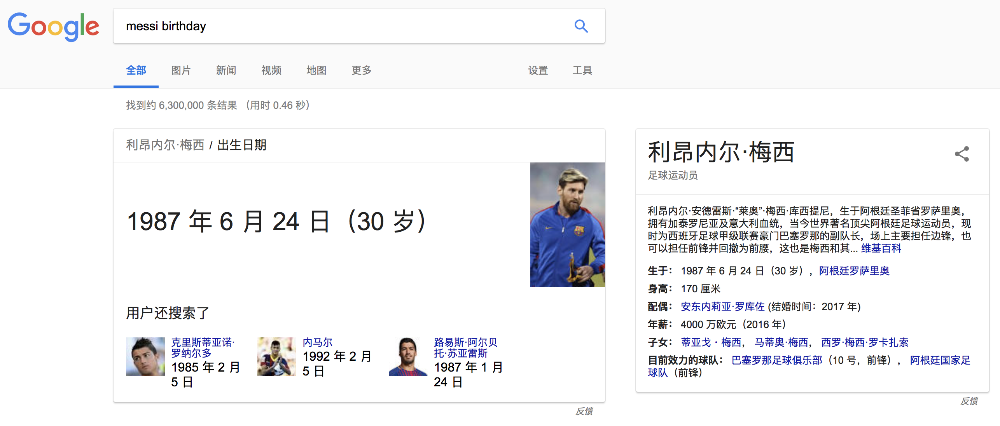 Google
messi birthday
全部 图片 新闻 视频 地图 更多 设置 工具
找到约 6,300,000 条结果 （用时 0.46 秒）
利昂内尔·梅西 / 出生日期
1987 年 6 月 24 日（30 岁）
用户还搜索了
克里斯蒂亚诺·
罗纳尔多
1985 年 2 月
5 日
内马尔
1992 年 2 月
5 日
路易斯·阿尔贝
托·苏亚雷斯
1987 年 1 月
24 日
反馈
利昂内尔·梅西
足球运动员
利昂内尔·安德雷斯·“莱奥”·梅西·库西提尼，生于阿根廷圣菲省罗萨里奥，
拥有加泰罗尼亚及意大利血统，当今世界著名顶尖阿根廷足球运动员，现
时为西班牙足球甲级联赛豪门巴塞罗那的副队长，场上主要担任边锋，也
可以担任前锋并回撤为前腰，这也是梅西和其... 维基百科
生于： 1987 年 6 月 24 日（30 岁）, 阿根廷罗萨里奥
身高： 170 厘米
配偶： 安东内莉亚·罗库佐 (结婚时间：2017 年)
年薪： 4000 万欧元（2016 年）
子女： 蒂亚戈 · 梅西， 马蒂奥·梅西， 西罗·梅西·罗卡扎索
目前效力的球队： 巴塞罗那足球俱乐部（10 号，前锋）, 阿根廷国家足
球队（前锋）
反馈